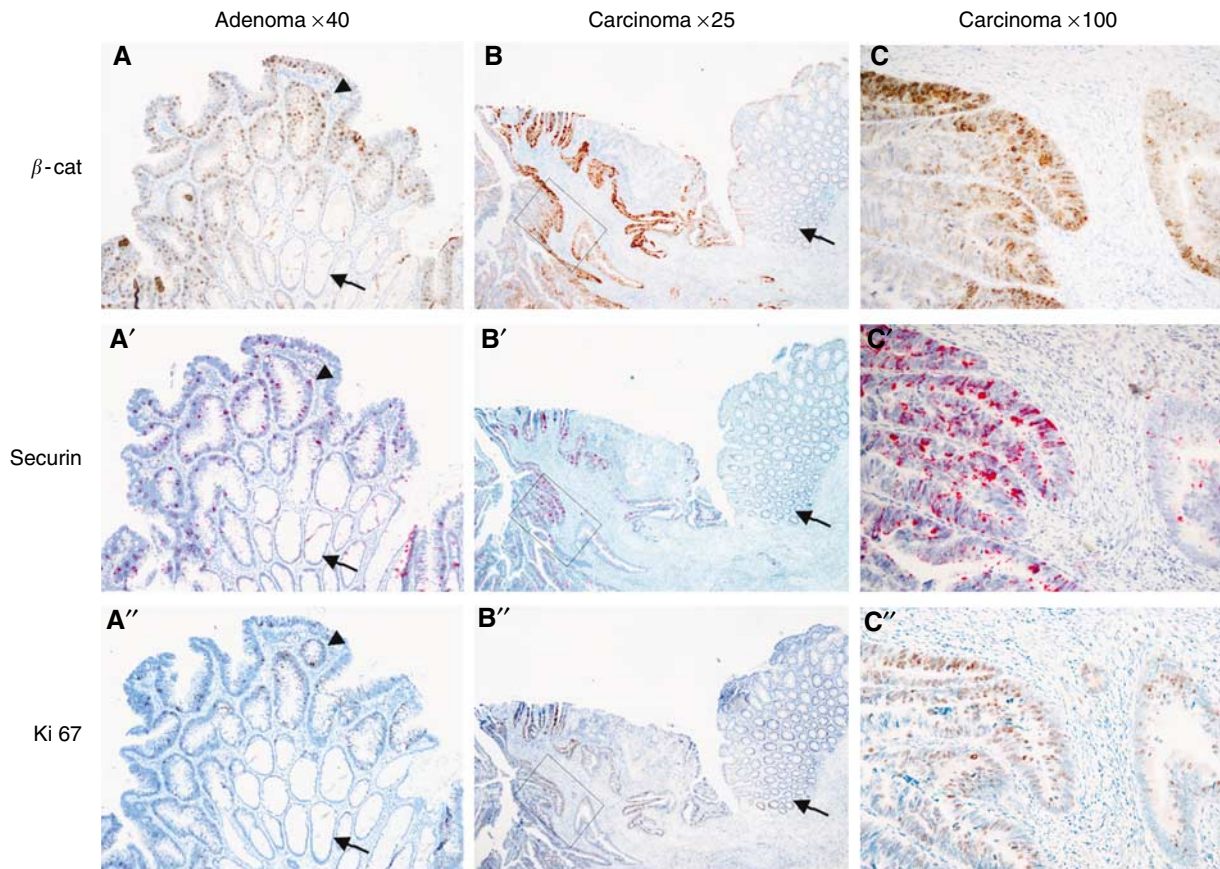 Adenoma ×40
Carcinoma ×25
Carcinoma ×100
β-cat
A
B
C
Securin
A′
B′
C′
Ki 67
A″
B″
C″